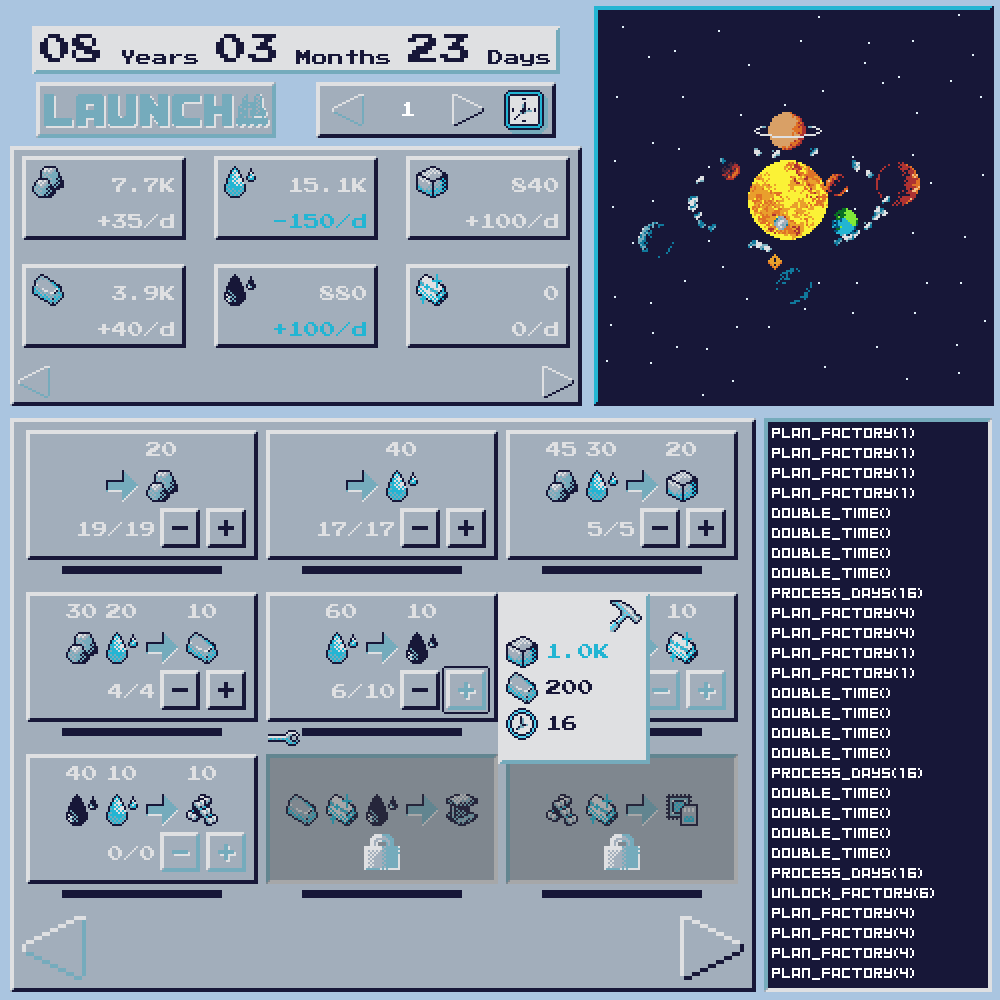 08 Years 03 Months 23 Days
LAUNCH
1
7.7K
+35/d
15.1K
-150/d
840
+100/d
3.9K
+40/d
880
+100/d
0
0/d
20
19/19 - +
40
17/17 - +
45 30 20
5/5 - +
30 20 10
4/4 - +
60 10
6/10 - +
1.0K
200
16
10
- +
40 10 10
0/0 - +
PLAN_FACTORY(1)
PLAN_FACTORY(1)
PLAN_FACTORY(1)
PLAN_FACTORY(1)
DOUBLE_TIME()
DOUBLE_TIME()
DOUBLE_TIME()
DOUBLE_TIME()
PROCESS_DAYS(16)
PLAN_FACTORY(4)
PLAN_FACTORY(4)
PLAN_FACTORY(1)
PLAN_FACTORY(1)
DOUBLE_TIME()
DOUBLE_TIME()
DOUBLE_TIME()
DOUBLE_TIME()
PROCESS_DAYS(16)
DOUBLE_TIME()
DOUBLE_TIME()
DOUBLE_TIME()
DOUBLE_TIME()
PROCESS_DAYS(16)
UNLOCK_FACTORY(6)
PLAN_FACTORY(4)
PLAN_FACTORY(4)
PLAN_FACTORY(4)
PLAN_FACTORY(4)